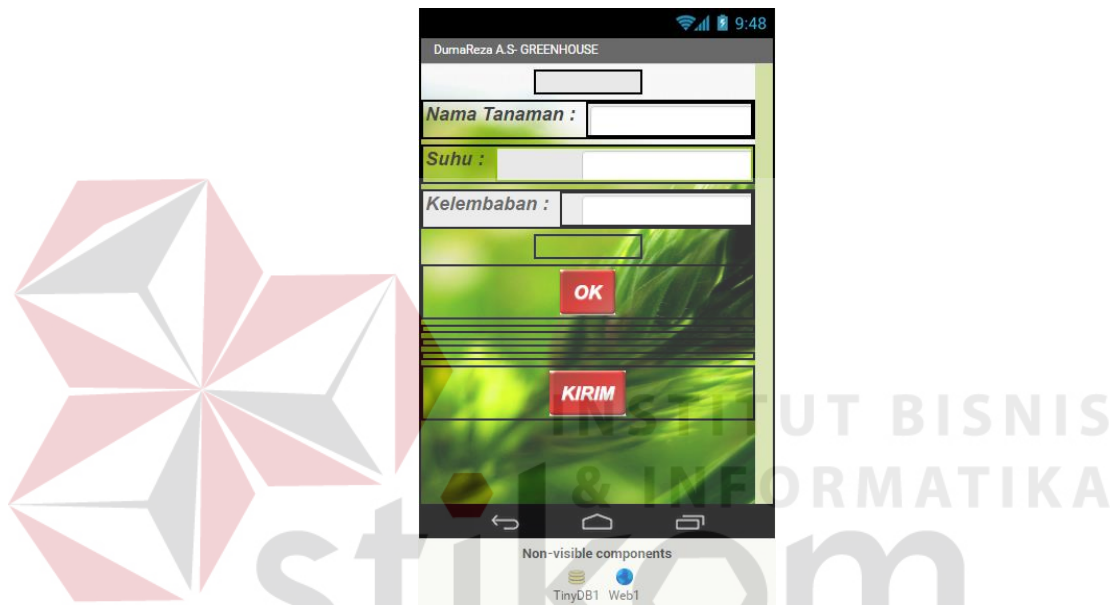 9:48
DumaReza A.S- GREENHOUSE
Nama Tanaman :
Suhu :
Kelembaban :
OK
KIRIM
INSTITUT BISNIS
& INFORMATIKA
stikom
Non-visible components
TinyDB1 Web1